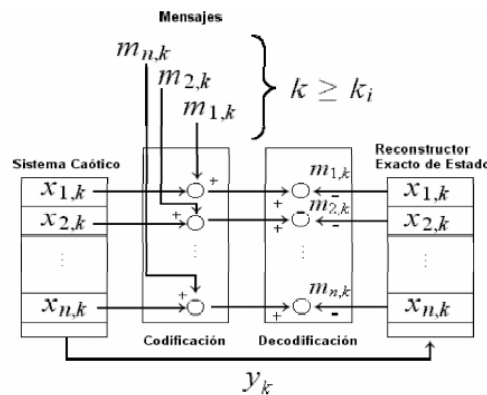 Mensajes
m_{n,k}
m_{2,k}
m_{1,k}
k ≥ k_i
Sistema Caótico
Reconstructor
Exacto de Estado
x_{1,k} + + - m_{1,k} x_{1,k}
x_{2,k} + + - m_{2,k} - x_{2,k}
⋮ ⋮ ⋮ ⋮
x_{n,k} + - + - m_{n,k} - x_{n,k}
Codificación Decodificación
y_k